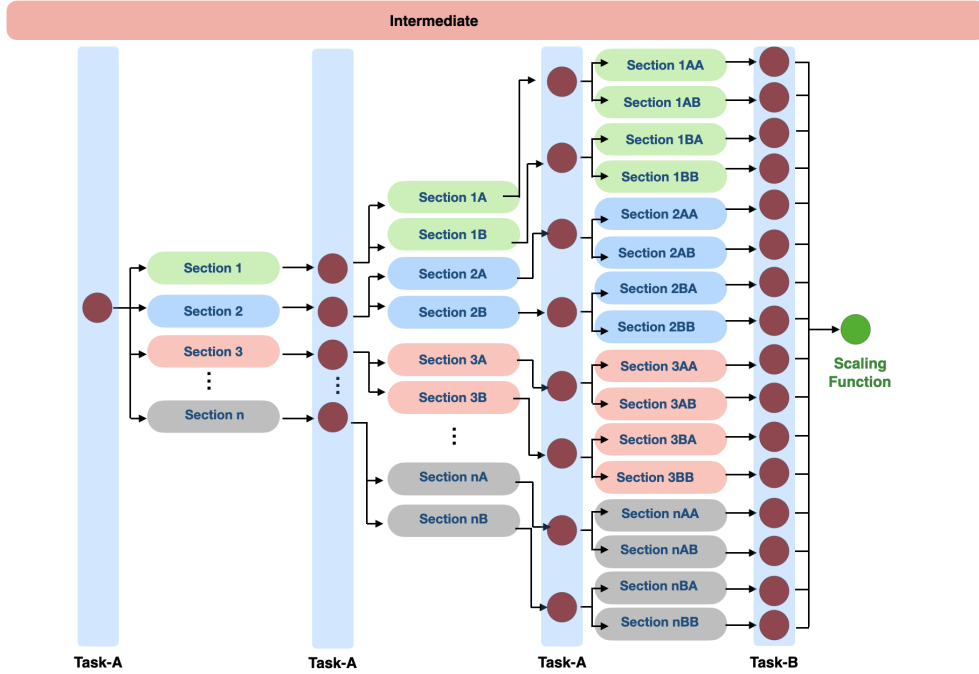 Intermediate
Section 1
Section 2
Section 3
⋮
Section n
Section 1A
Section 1B
Section 2A
Section 2B
Section 3A
Section 3B
⋮
Section nA
Section nB
Section 1AA
Section 1AB
Section 1BA
Section 1BB
Section 2AA
Section 2AB
Section 2BA
Section 2BB
Section 3AA
Section 3AB
Section 3BA
Section 3BB
Section nAA
Section nAB
Section nBA
Section nBB
Scaling
Function
Task-A
Task-A
Task-A
Task-B